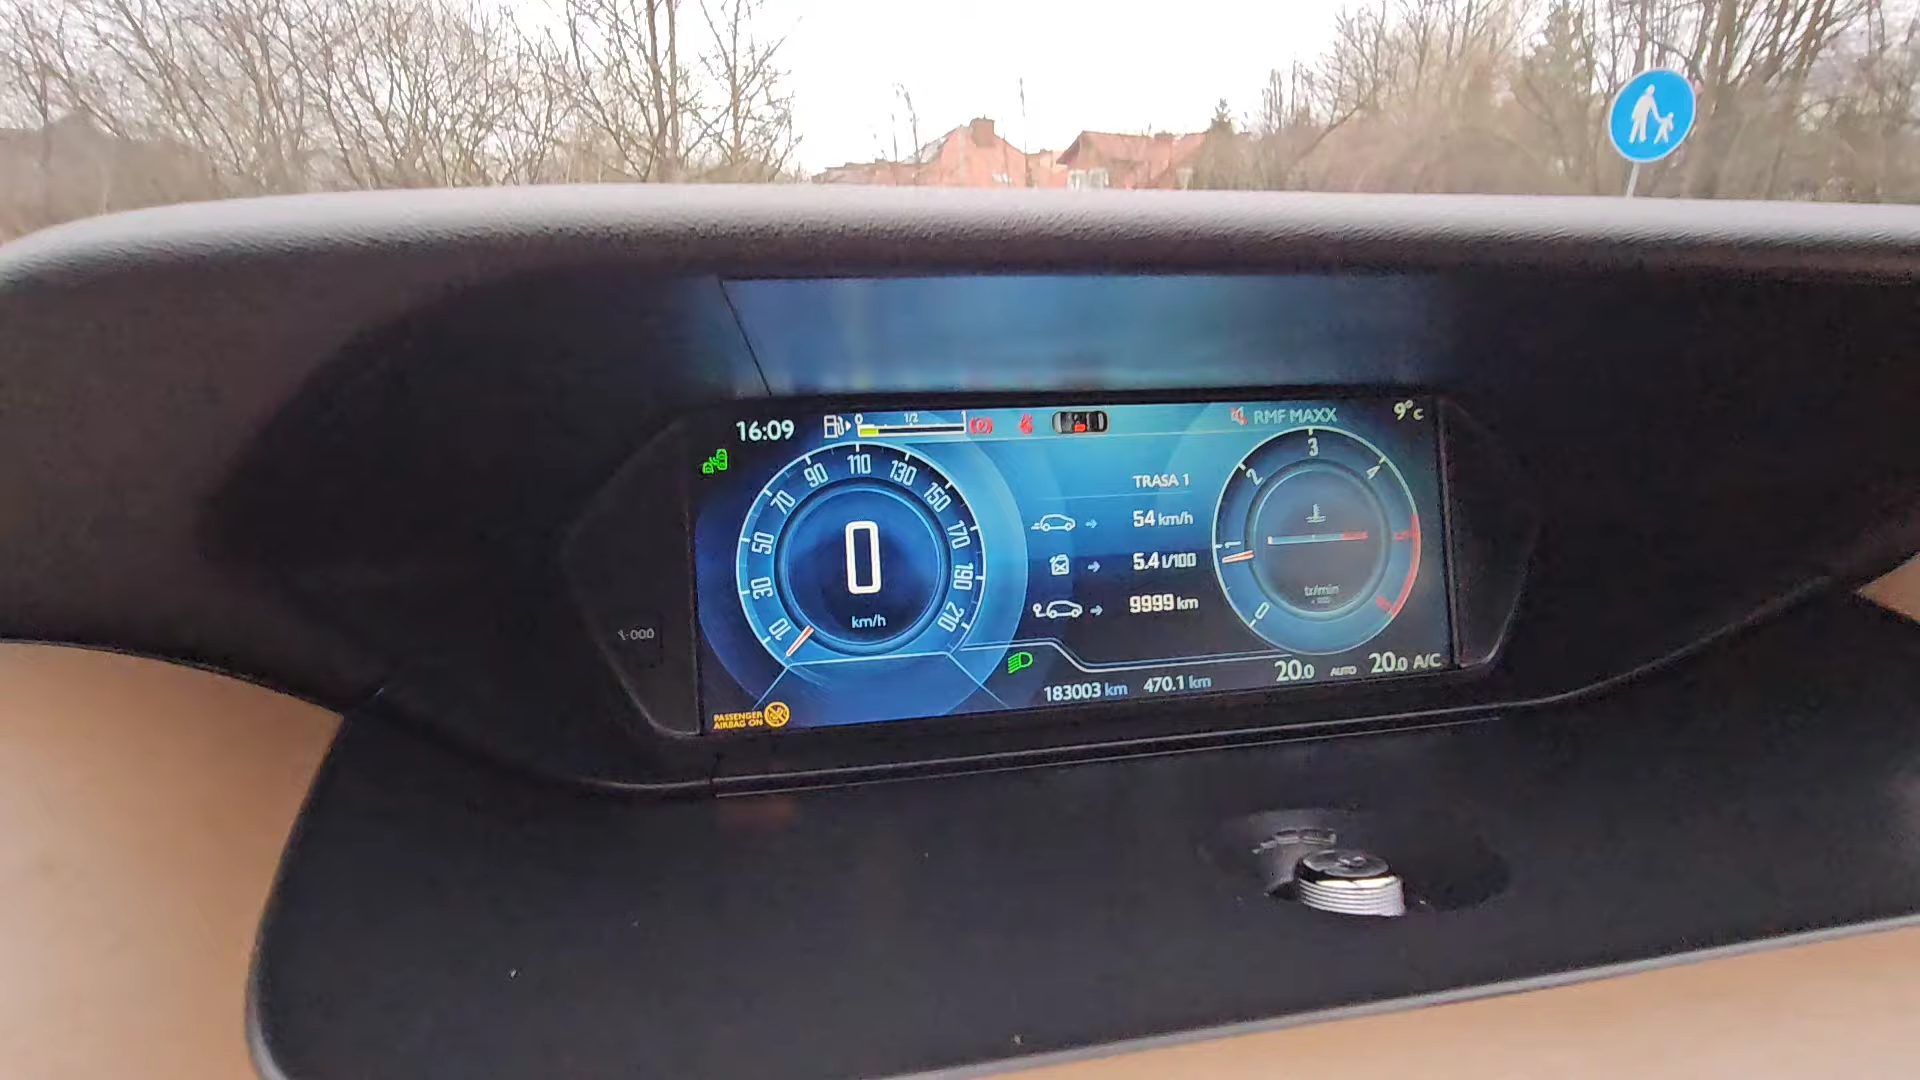 16:09
0 1/2
RMF MAXX
9°C
10 30 50 70 90 110 130 150 170 190 210
0
km/h
TRASA 1
54 km/h
5.4 l/100
9999 km
0 1 2 3 4
tr/min
PASSENGER
AIRBAG ON
183003 km 470.1 km
20.0 AUTO 20.0 A/C